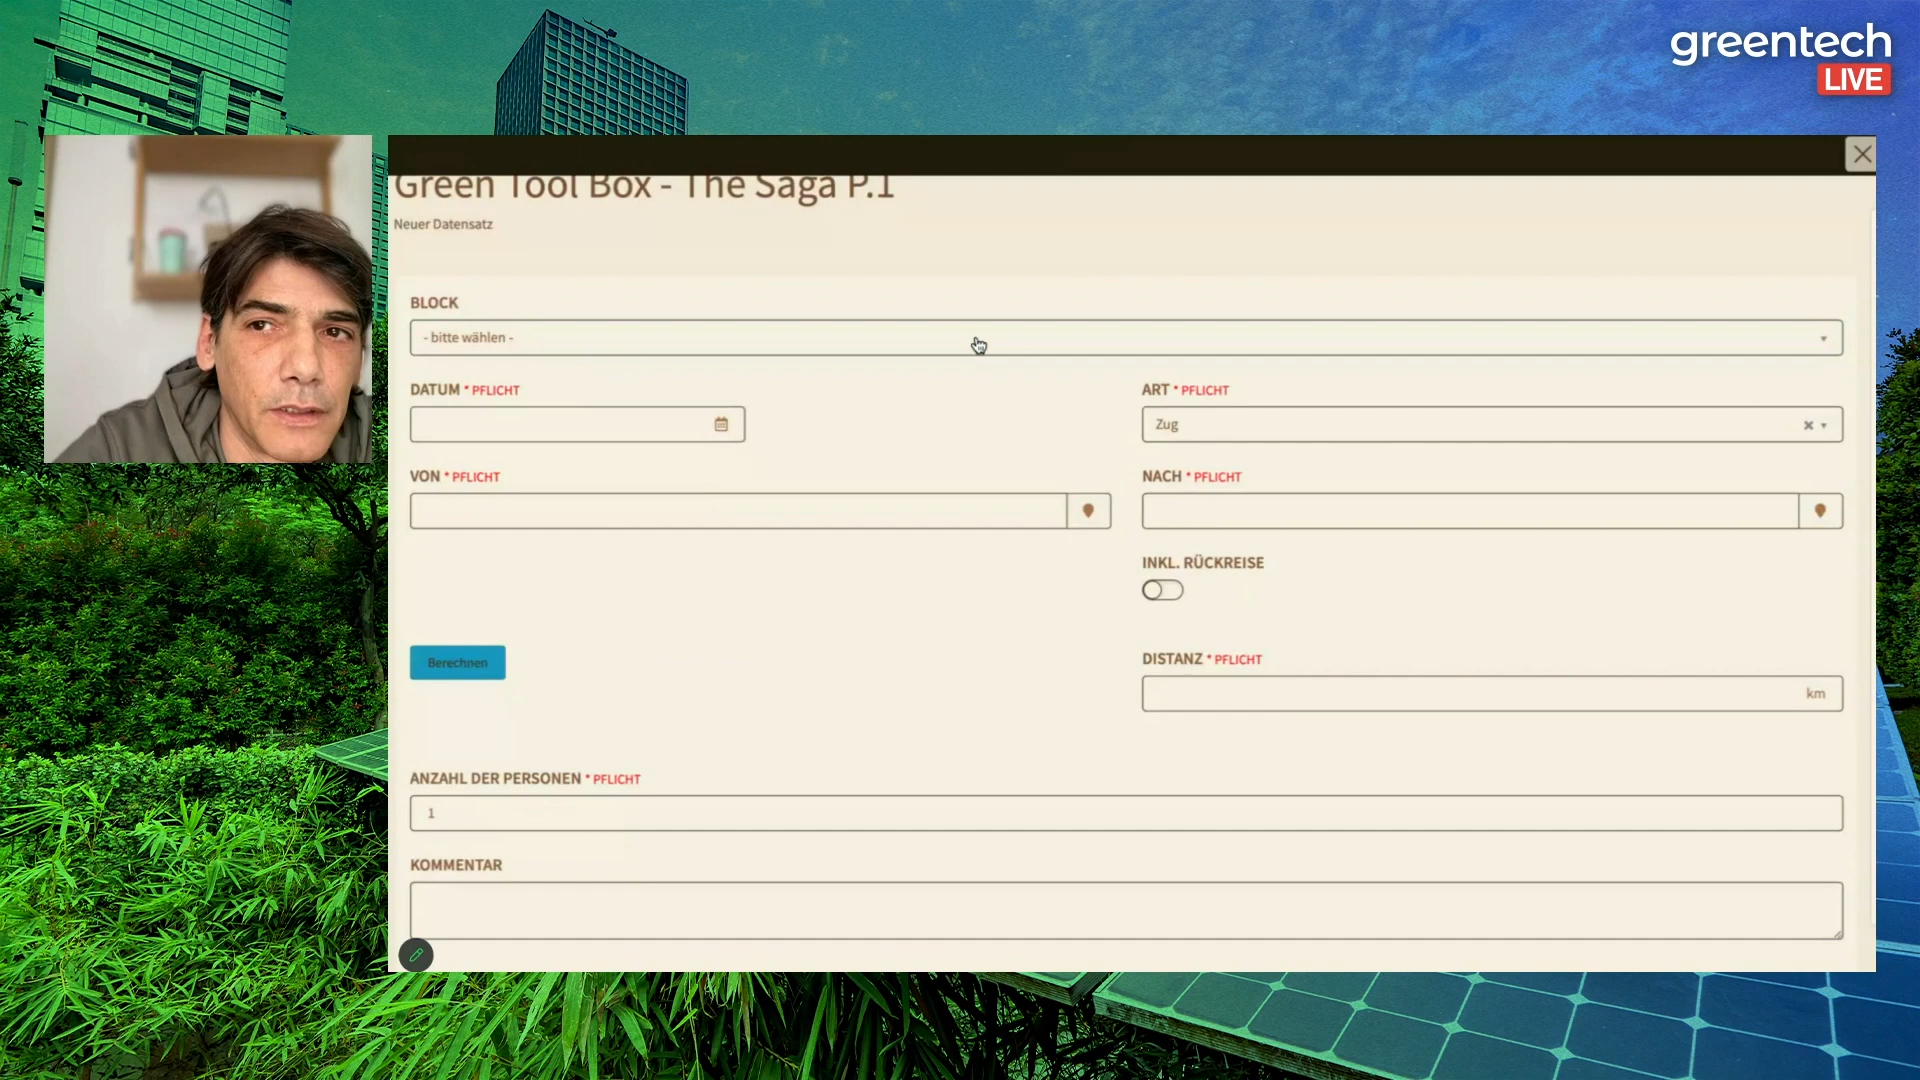 greentech
LIVE
Green Tool Box - The Saga P.1
Neuer Datensatz
BLOCK
- bitte wählen -
DATUM * PFLICHT
ART * PFLICHT
Zug
VON * PFLICHT
NACH * PFLICHT
INKL. RÜCKREISE
Berechnen
DISTANZ * PFLICHT
km
ANZAHL DER PERSONEN * PFLICHT
1
KOMMENTAR